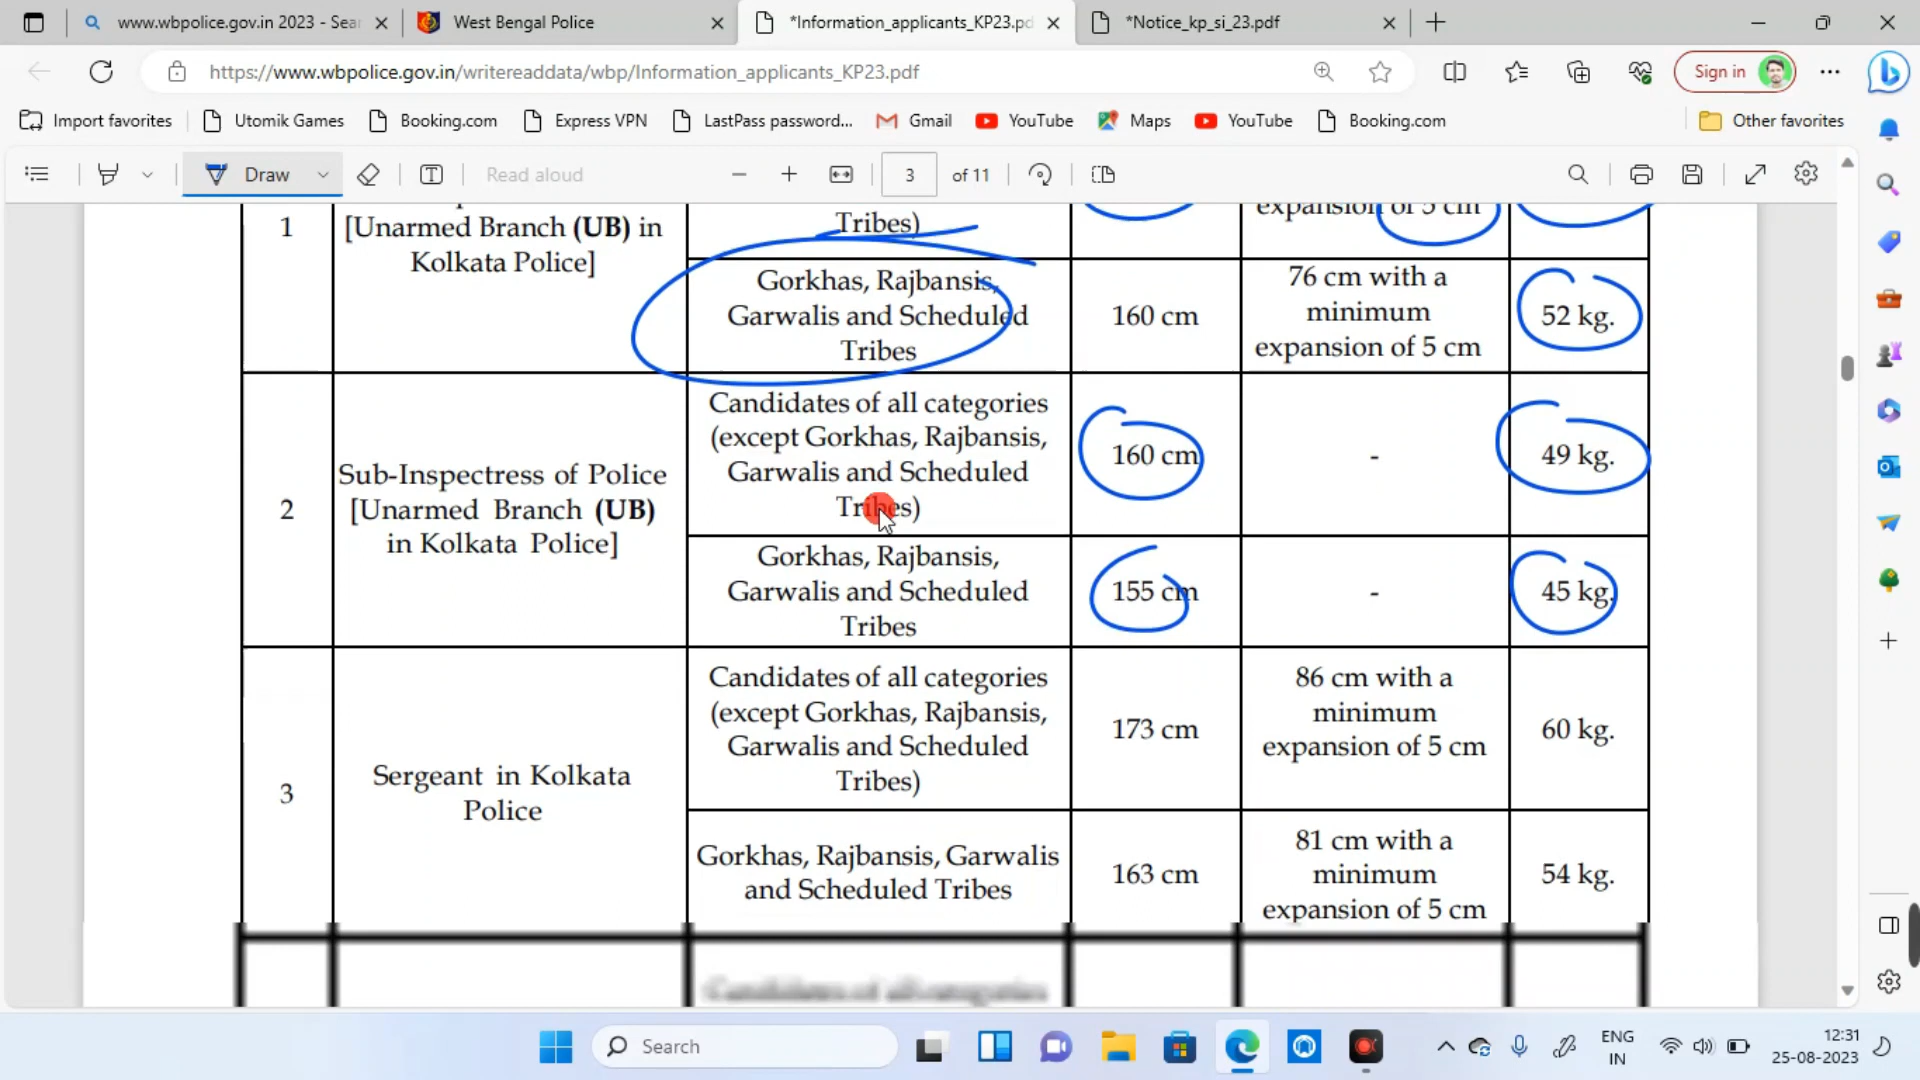 www.wbpolice.gov.in 2023 - Sear
West Bengal Police
*Information_applicants_KP23.pd
*Notice_kp_si_23.pdf
https://www.wbpolice.gov.in/writereaddata/wbp/Information_applicants_KP23.pdf
Sign in
Import favorites
Utomik Games
Booking.com
Express VPN
LastPass password...
Gmail
YouTube
Maps
YouTube
Booking.com
Other favorites
Draw
Read aloud
3
of 11
1
[Unarmed Branch (UB) in
Kolkata Police]
Tribes)
expansion of 5 cm
Gorkhas, Rajbansis,
Garwalis and Scheduled
Tribes
160 cm
76 cm with a
minimum
expansion of 5 cm
52 kg.
2
Sub-Inspectress of Police
[Unarmed Branch (UB)
in Kolkata Police]
Candidates of all categories
(except Gorkhas, Rajbansis,
Garwalis and Scheduled
Tribes)
160 cm
-
49 kg.
Gorkhas, Rajbansis,
Garwalis and Scheduled
Tribes
155 cm
-
45 kg.
3
Sergeant in Kolkata
Police
Candidates of all categories
(except Gorkhas, Rajbansis,
Garwalis and Scheduled
Tribes)
173 cm
86 cm with a
minimum
expansion of 5 cm
60 kg.
Gorkhas, Rajbansis, Garwalis
and Scheduled Tribes
163 cm
81 cm with a
minimum
expansion of 5 cm
54 kg.
Candidates of all categories
Search
ENG
IN
12:31
25-08-2023